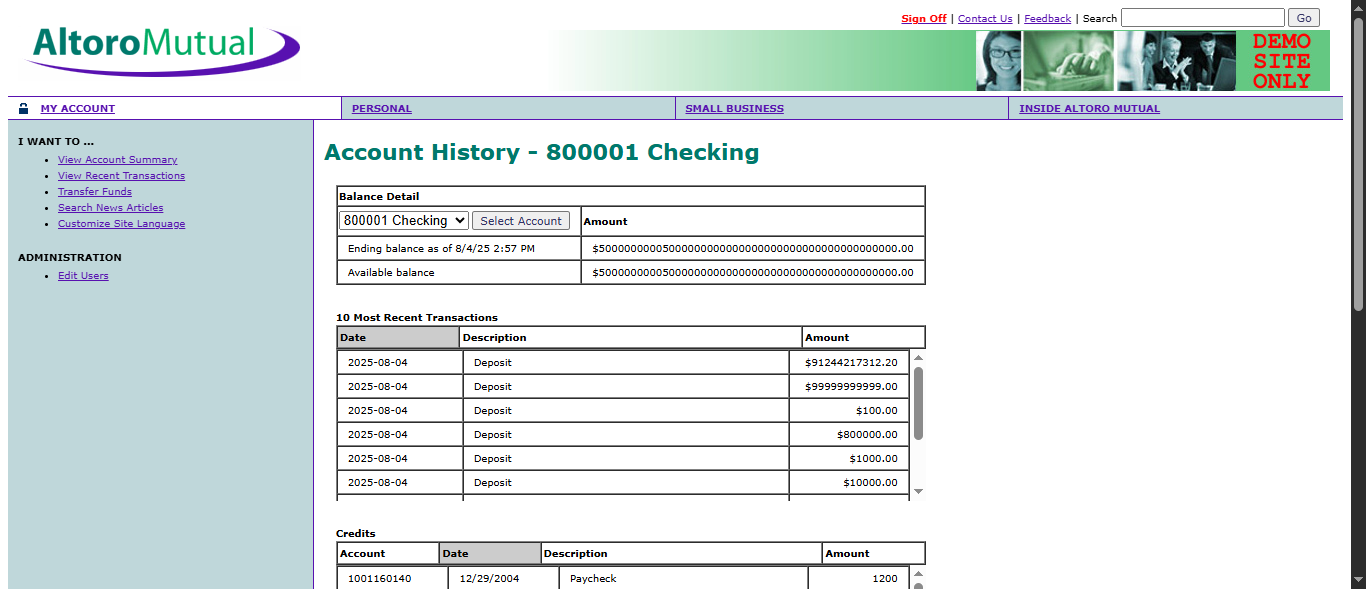 Sign Off | Contact Us | Feedback | Search Go
AltoroMutual
DEMO
SITE
ONLY
MY ACCOUNT PERSONAL SMALL BUSINESS INSIDE ALTORO MUTUAL
I WANT TO ...
View Account Summary
View Recent Transactions
Transfer Funds
Search News Articles
Customize Site Language
ADMINISTRATION
Edit Users
Account History - 800001 Checking
Balance Detail
800001 Checking Select Account Amount
Ending balance as of 8/4/25 2:57 PM
Available balance
10 Most Recent Transactions
Date Description Amount
2025-08-04 Deposit $91244217312.20
2025-08-04 Deposit $99999999999.00
2025-08-04 Deposit $100.00
2025-08-04 Deposit $800000.00
2025-08-04 Deposit $1000.00
2025-08-04 Deposit $10000.00
Credits
Account Date Description Amount
1001160140 12/29/2004 Paycheck 1200